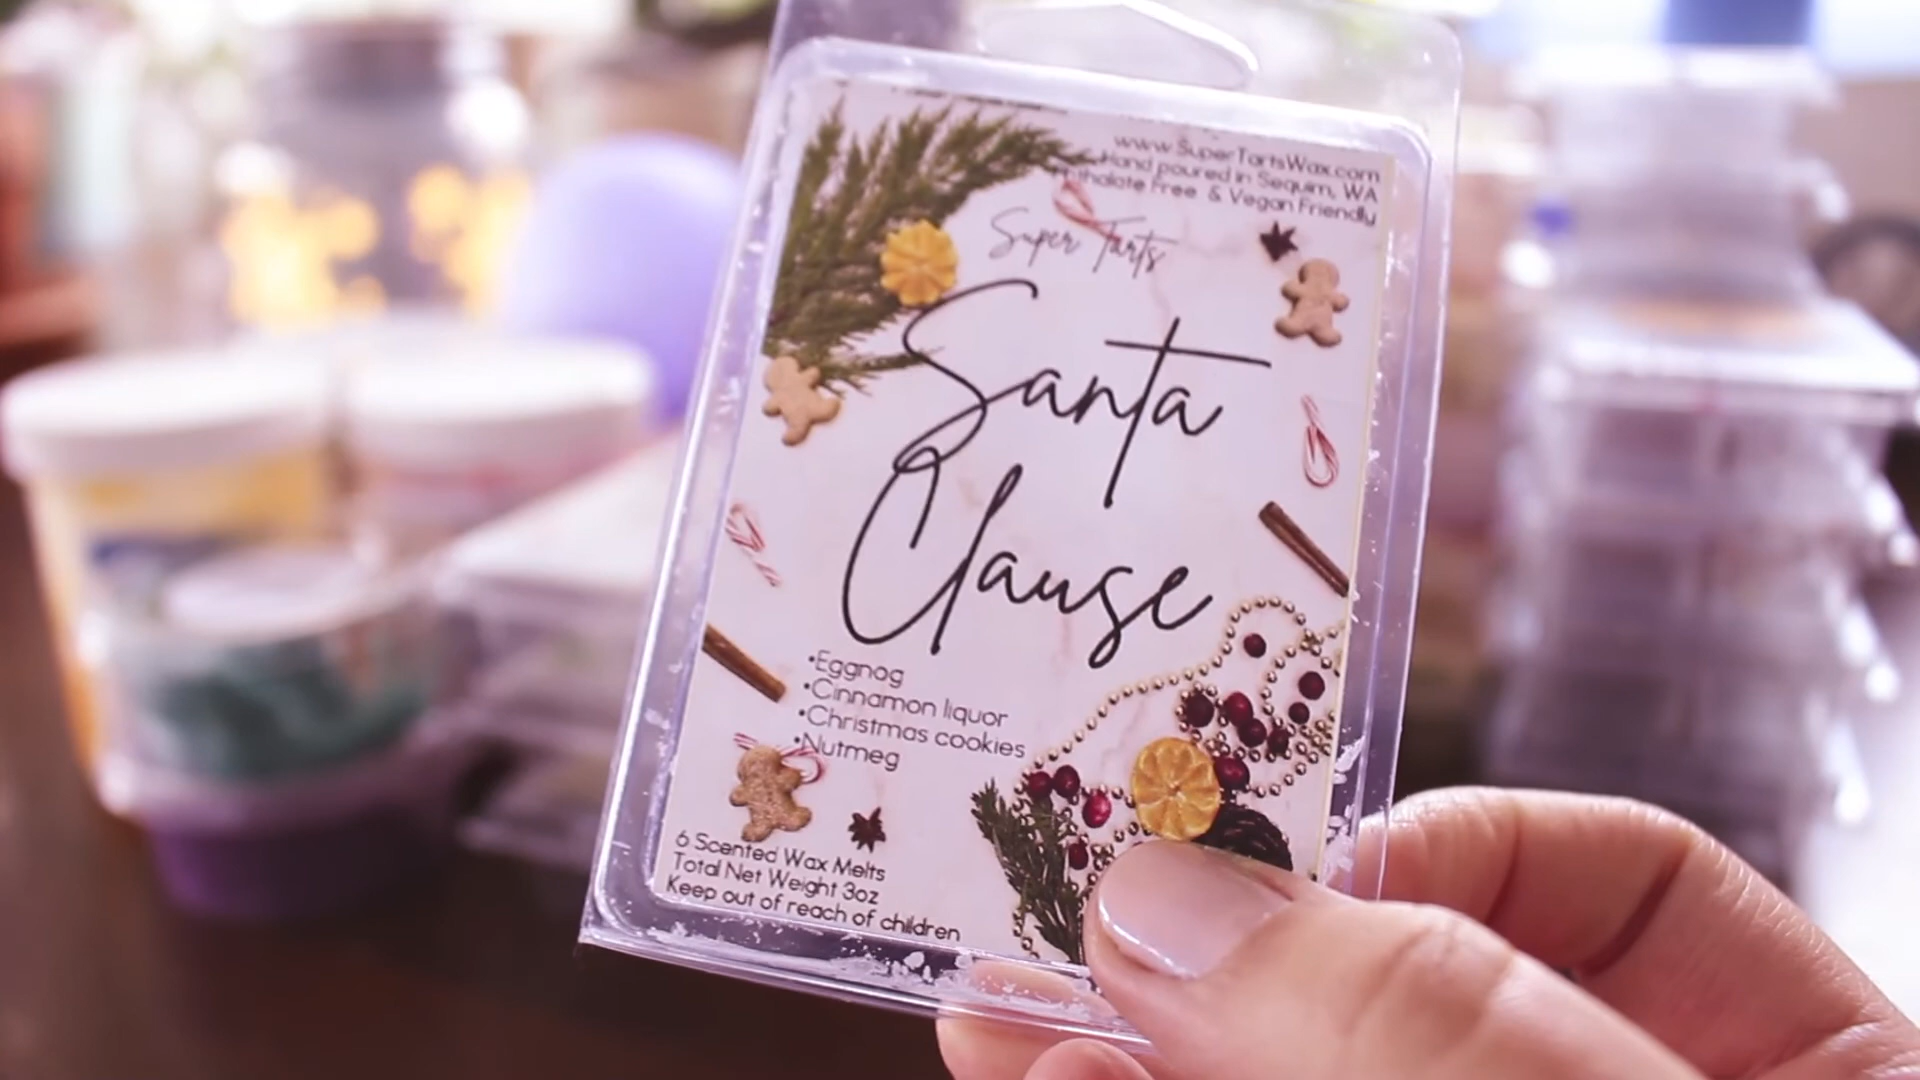 www.SuperTartsWax.com
Hand poured in Sequim, WA
Phthalate Free & Vegan Friendly
Super Tarts
Santa
Clause
•Eggnog
•Cinnamon liquor
•Christmas cookies
•Nutmeg
6 Scented Wax Melts
Total Net Weight 3oz
Keep out of reach of children